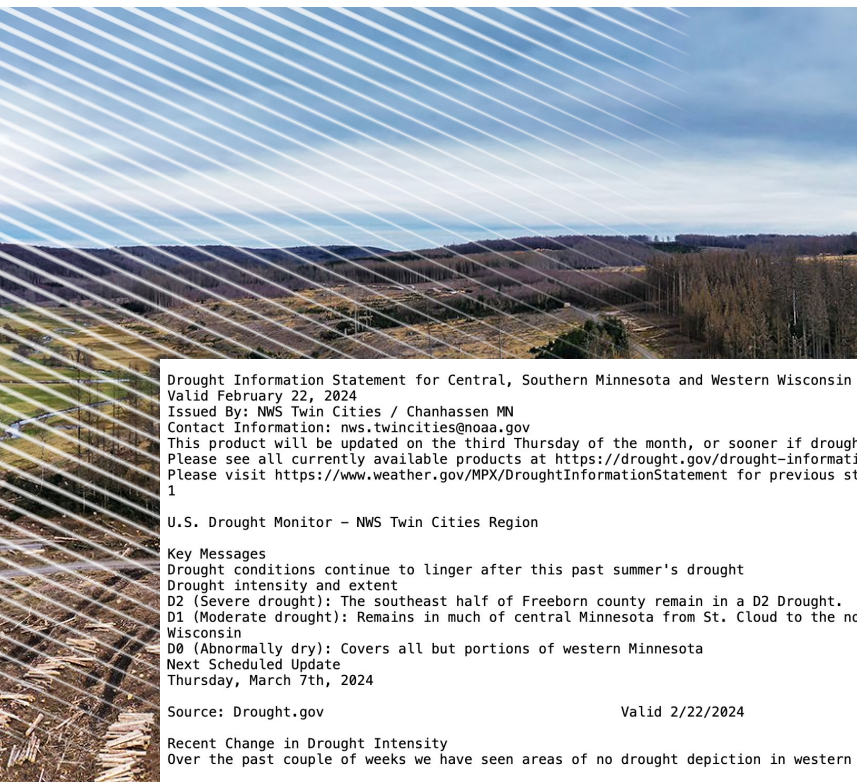 Drought Information Statement for Central, Southern Minnesota and Western Wisconsin
Valid February 22, 2024
Issued By: NWS Twin Cities / Chanhassen MN
Contact Information: nws.twincities@noaa.gov
This product will be updated on the third Thursday of the month, or sooner if drough
Please see all currently available products at https://drought.gov/drought-informati
Please visit https://www.weather.gov/MPX/DroughtInformationStatement for previous st
1
U.S. Drought Monitor – NWS Twin Cities Region
Key Messages
Drought conditions continue to linger after this past summer's drought
Drought intensity and extent
D2 (Severe drought): The southeast half of Freeborn county remain in a D2 Drought.
D1 (Moderate drought): Remains in much of central Minnesota from St. Cloud to the no
Wisconsin
D0 (Abnormally dry): Covers all but portions of western Minnesota
Next Scheduled Update
Thursday, March 7th, 2024
Source: Drought.gov Valid 2/22/2024
Recent Change in Drought Intensity
Over the past couple of weeks we have seen areas of no drought depiction in western